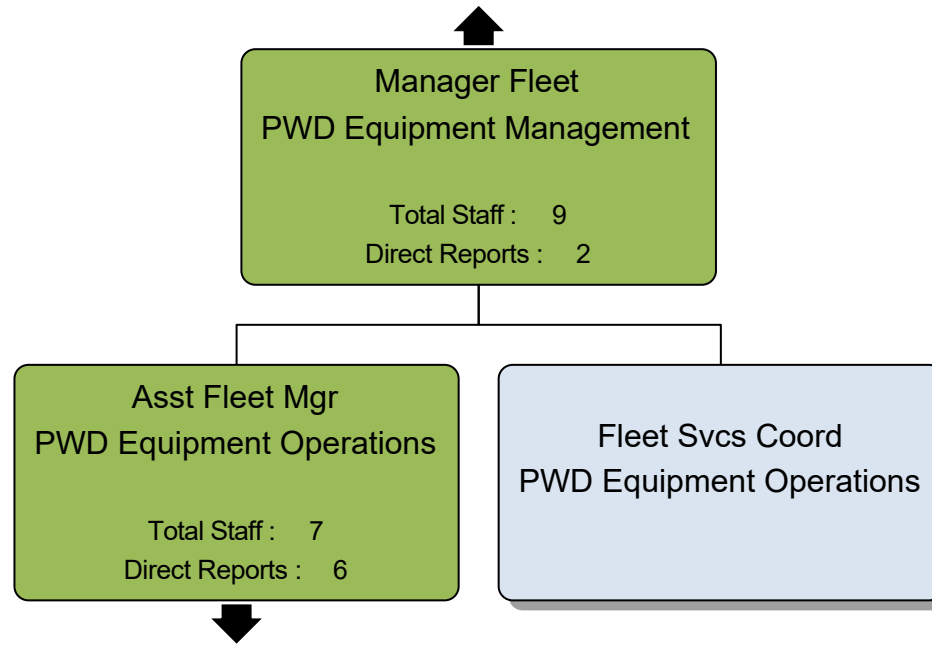 Manager Fleet
PWD Equipment Management
Total Staff : 9
Direct Reports : 2
Asst Fleet Mgr
PWD Equipment Operations
Total Staff : 7
Direct Reports : 6
Fleet Svcs Coord
PWD Equipment Operations